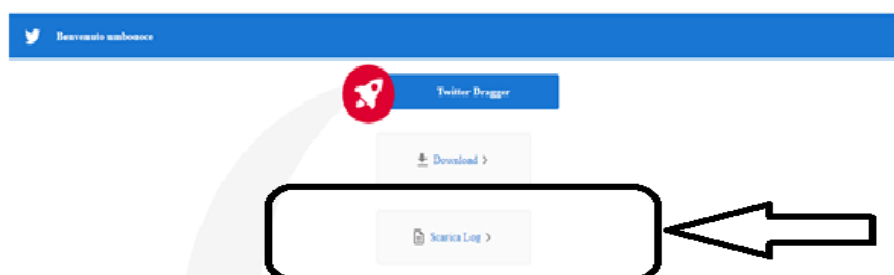 Benvenuto umbonoce
Twitter Dragger
Download >
Scarica Log >